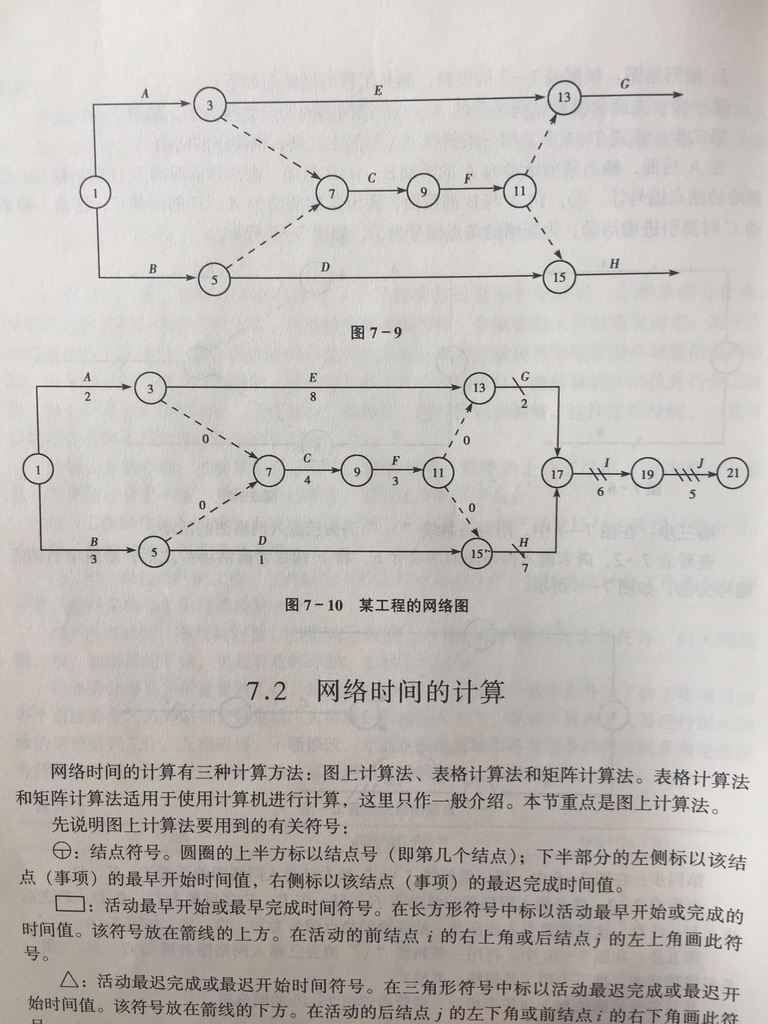 A
3
E
13
G
1
7
C
9
F
11
B
5
D
15
H
图 7-9
A
2
3
E
8
13
G
2
0
0
1
7
C
4
9
F
3
11
17
I
6
19
J
5
21
0
0
B
3
5
D
1
15
H
7
图 7-10 某工程的网络图
7.2 网络时间的计算
网络时间的计算有三种计算方法：图上计算法、表格计算法和矩阵计算法。表格计算法
和矩阵计算法适用于使用计算机进行计算，这里只作一般介绍。本节重点是图上计算法。
先说明图上计算法要用到的有关符号：
：结点符号。圆圈的上半方标以结点号（即第几个结点）；下半部分的左侧标以该结
点（事项）的最早开始时间值，右侧标以该结点（事项）的最迟完成时间值。
：活动最早开始或最早完成时间符号。在长方形符号中标以活动最早开始或完成的
时间值。该符号放在箭线的上方。在活动的前结点 i 的右上角或后结点 j 的左上角画此符
号。
△：活动最迟完成或最迟开始时间符号。在三角形符号中标以活动最迟完成或最迟开
始时间值。该符号放在箭线的下方。在活动的后结点 j 的左下角或前结点 i 的右下角画此符